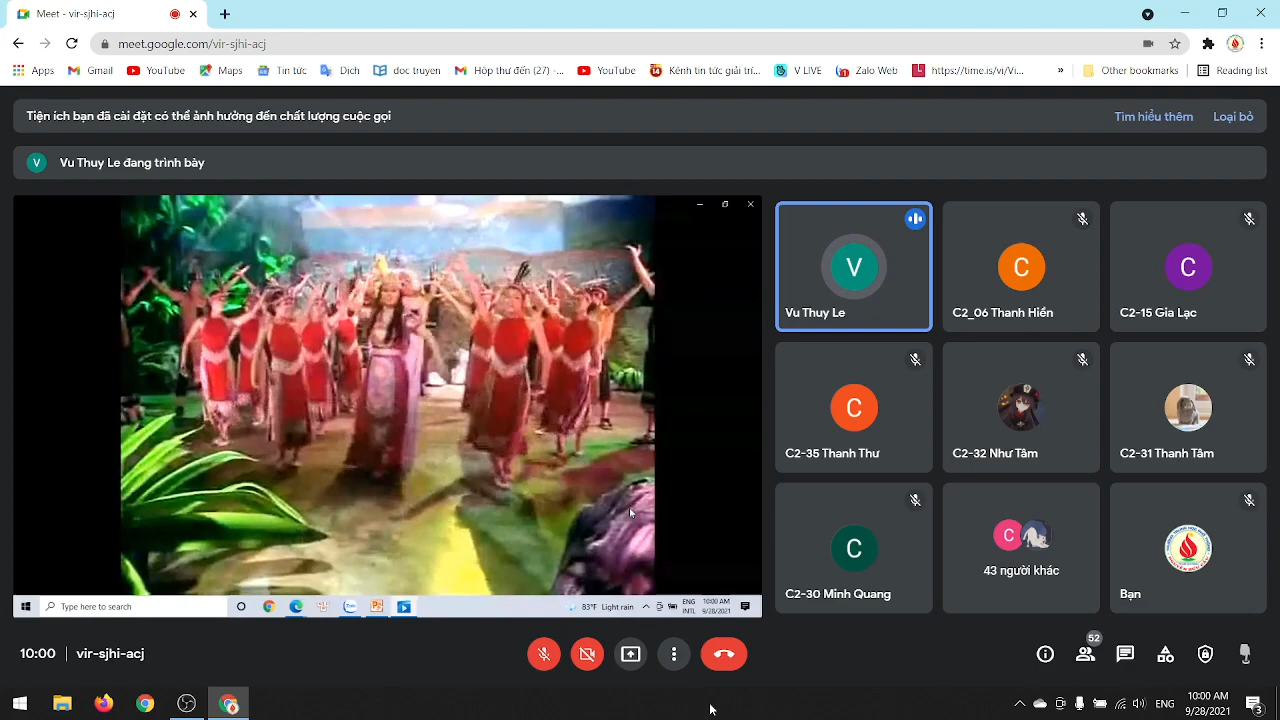 Meet - vir-sjhi-acj
meet.google.com/vir-sjhi-acj
Apps Gmail YouTube Maps Tin tức Dịch doc truyen Hộp thư đến (27) -... YouTube Kênh tin tức giải trí... V LIVE Zalo Web https://time.is/vi/Vi... » Other bookmarks Reading list
Tiện ích bạn đã cài đặt có thể ảnh hưởng đến chất lượng cuộc gọi Tìm hiểu thêm Loại bỏ
V Vu Thuy Le đang trình bày
V
Vu Thuy Le
C
C2_06 Thanh Hiền
C
C2-15 Gia Lạc
C
C2-35 Thanh Thư
C2-32 Như Tâm
C2-31 Thanh Tâm
C
C2-30 Minh Quang
C
43 người khác
Bạn
Type here to search
83°F Light rain
ENG
INTL
10:00 AM
9/28/2021
10:00 | vir-sjhi-acj
52
ENG
10:00 AM
9/28/2021
3